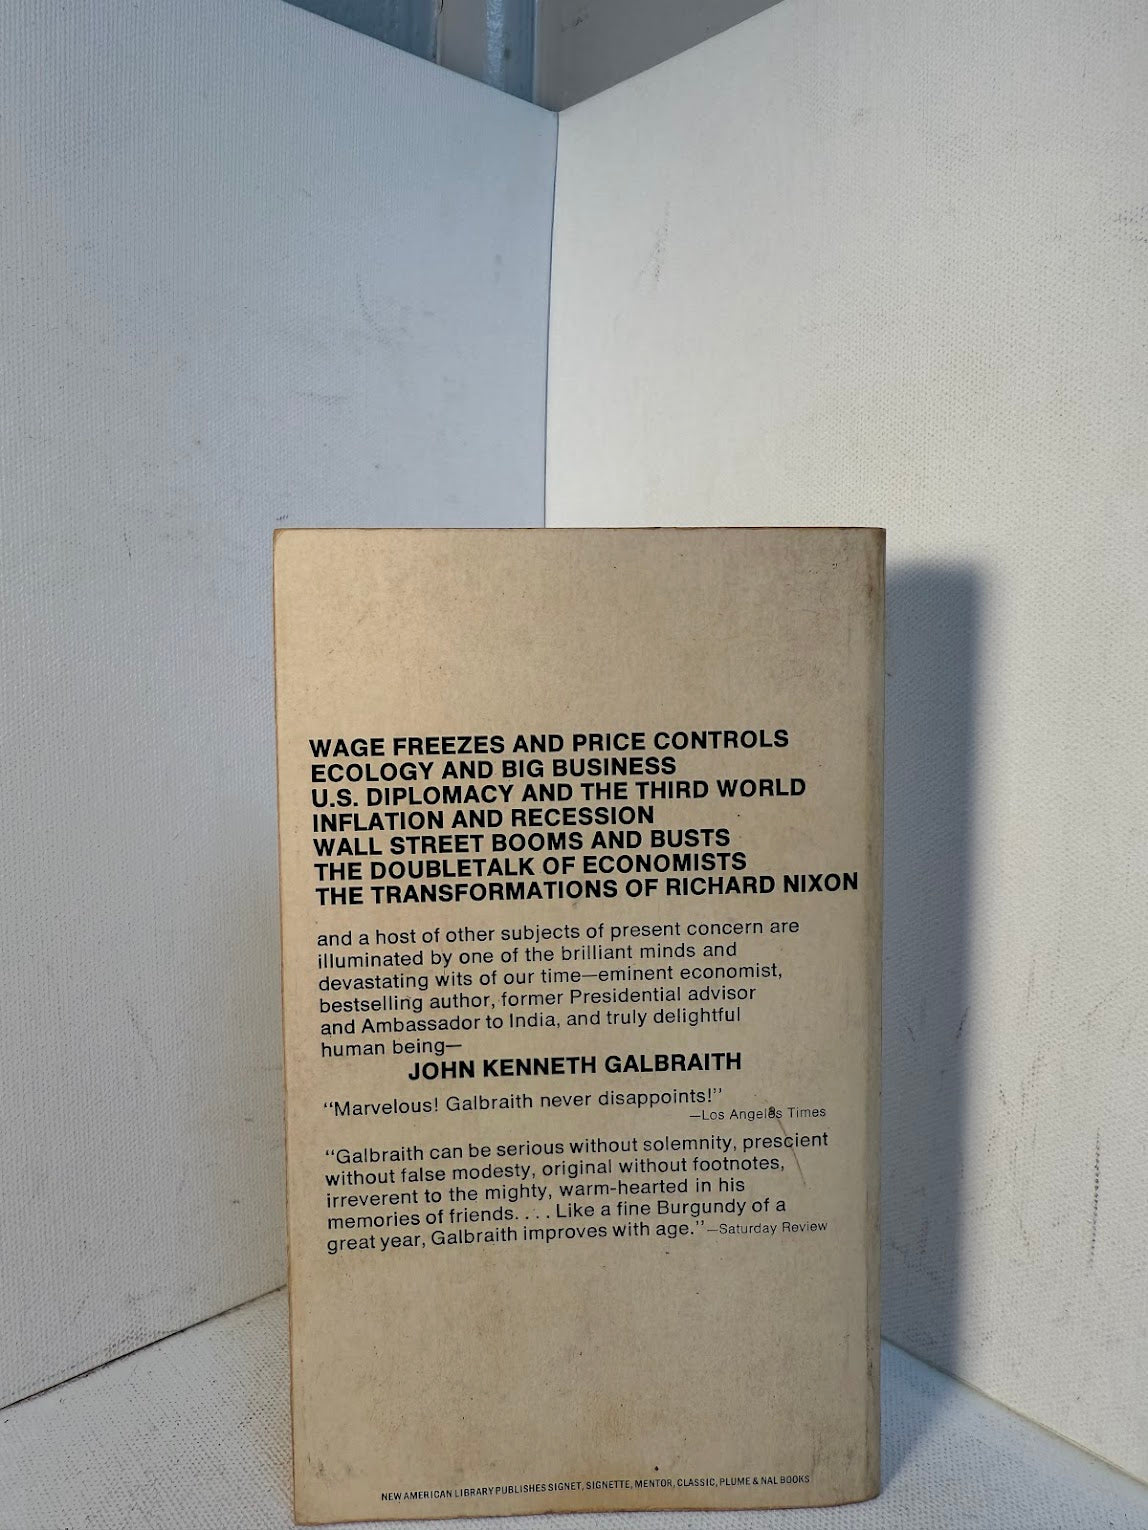 WAGE FREEZES AND PRICE CONTROLS
ECOLOGY AND BIG BUSINESS
U.S. DIPLOMACY AND THE THIRD WORLD
INFLATION AND RECESSION
WALL STREET BOOMS AND BUSTS
THE DOUBLETALK OF ECONOMISTS
THE TRANSFORMATIONS OF RICHARD NIXON
and a host of other subjects of present concern are
illuminated by one of the brilliant minds and
devastating wits of our time—eminent economist,
bestselling author, former Presidential advisor
and Ambassador to India, and truly delightful
human being—
JOHN KENNETH GALBRAITH
“Marvelous! Galbraith never disappoints!”
—Los Angeles Times
“Galbraith can be serious without solemnity, prescient
without false modesty, original without footnotes,
irreverent to the mighty, warm-hearted in his
memories of friends. . . . Like a fine Burgundy of a
great year, Galbraith improves with age.”—Saturday Review
NEW AMERICAN LIBRARY PUBLISHES SIGNET, SIGNETTE, MENTOR, CLASSIC, PLUME & NAL BOOKS